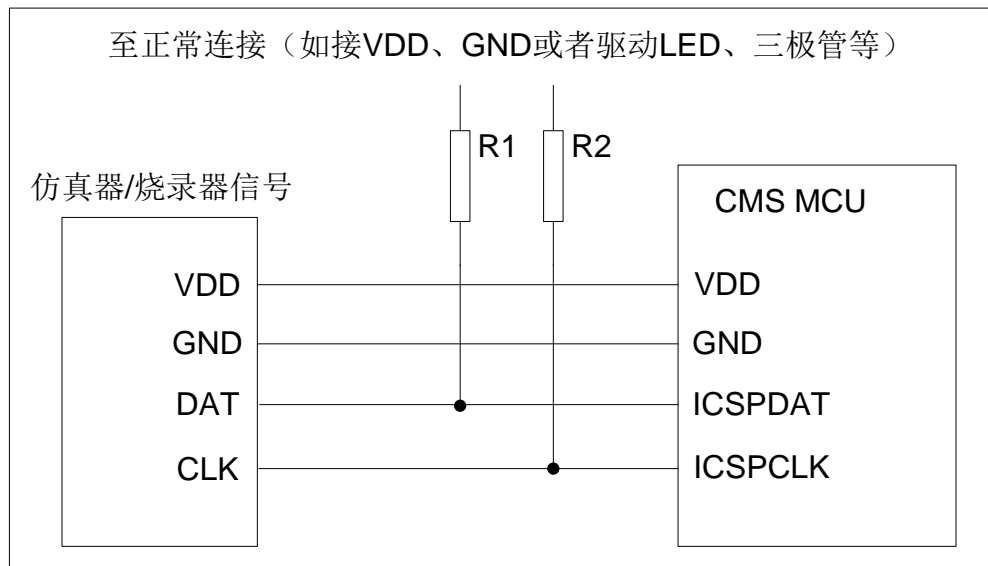 至正常连接（如接VDD、GND或者驱动LED、三极管等）
R1 R2
仿真器/烧录器信号
CMS MCU
VDD VDD
GND GND
DAT ICSPDAT
CLK ICSPCLK